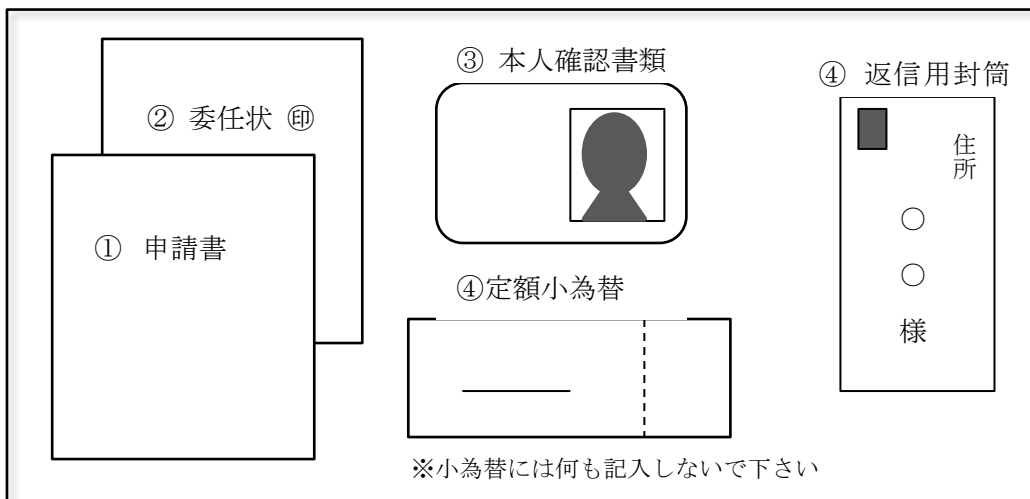 ② 委任状 ㊞
① 申請書
③ 本人確認書類
④定額小為替
※小為替には何も記入しないで下さい
④ 返信用封筒
住所
○○様